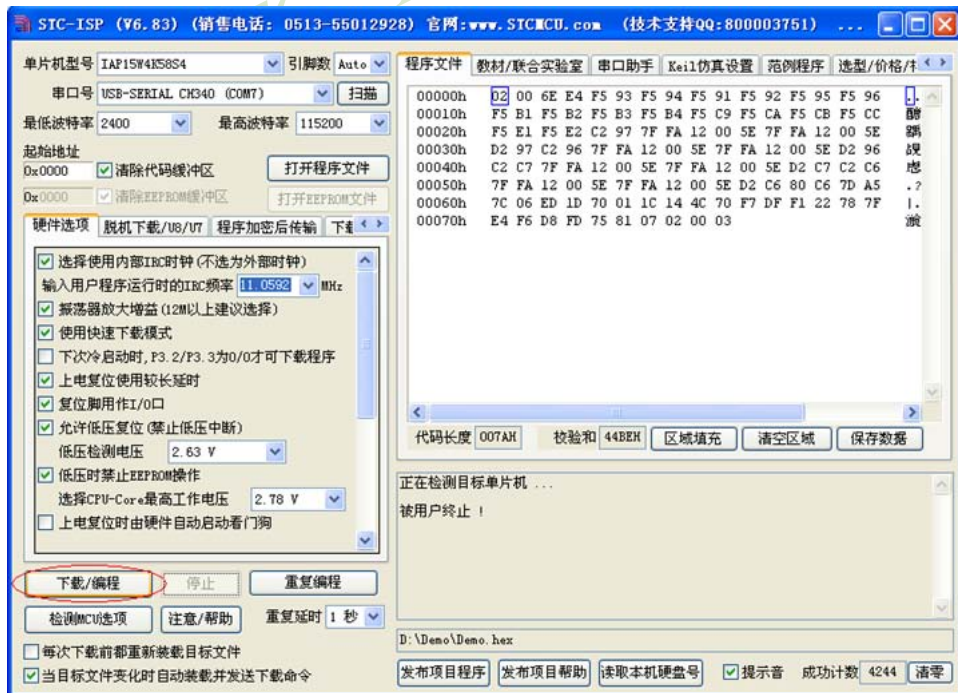 STC-ISP (V6.83) (销售电话: 0513-55012928) 官网:www.STCMCU.com (技术支持QQ:800003751) ...
单片机型号 IAP15W4K58S4 引脚数 Auto
串口号 USB-SERIAL CH340 (COM7) 扫描
最低波特率 2400 最高波特率 115200
起始地址
0x0000 清除代码缓冲区 打开程序文件
0x0000 清除EEPROM缓冲区 打开EEPROM文件
硬件选项 脱机下载/U8/U7 程序加密后传输
选择使用内部IRC时钟(不选为外部时钟)
输入用户程序运行时的IRC频率 11.0592 MHz
振荡器放大增益(12M以上建议选择)
使用快速下载模式
下次冷启动时,P3.2/P3.3为0/0才可下载程序
上电复位使用较长延时
复位脚用作I/O口
允许低压复位(禁止低压中断)
低压检测电压 2.63 V
低压时禁止EEPROM操作
选择CPU-Core最高工作电压 2.78 V
上电复位时由硬件自动启动看门狗
下载/编程 停止 重复编程
检测MCU选项 注意/帮助 重复延时 1 秒
每次下载前都重新装载目标文件
当目标文件变化时自动装载并发送下载命令
程序文件 教材/联合实验室 串口助手 Keil仿真设置 范例程序 选型/价格/
00000h 02 00 6E E4 F5 93 F5 94 F5 91 F5 92 F5 95 F5 96
00010h F5 B1 F5 B2 F5 B3 F5 B4 F5 C9 F5 CA F5 CB F5 CC
00020h F5 E1 F5 E2 C2 97 7F FA 12 00 5E 7F FA 12 00 5E
00030h D2 97 C2 96 7F FA 12 00 5E 7F FA 12 00 5E D2 96
00040h C2 C7 7F FA 12 00 5E 7F FA 12 00 5E D2 C7 C2 C6
00050h 7F FA 12 00 5E 7F FA 12 00 5E D2 C6 80 C6 7D A5 .?
00060h 7C 06 ED 1D 70 01 1C 14 4C 70 F7 DF F1 22 78 7F |.
00070h E4 F6 D8 FD 75 81 07 02 00 03
代码长度 007AH 校验和 44BEH 区域填充 清空区域 保存数据
正在检测目标单片机 ...
被用户终止 !
D:\Demo\Demo.hex
发布项目程序 发布项目帮助 读取本机硬盘号 提示音 成功计数 4244 清零